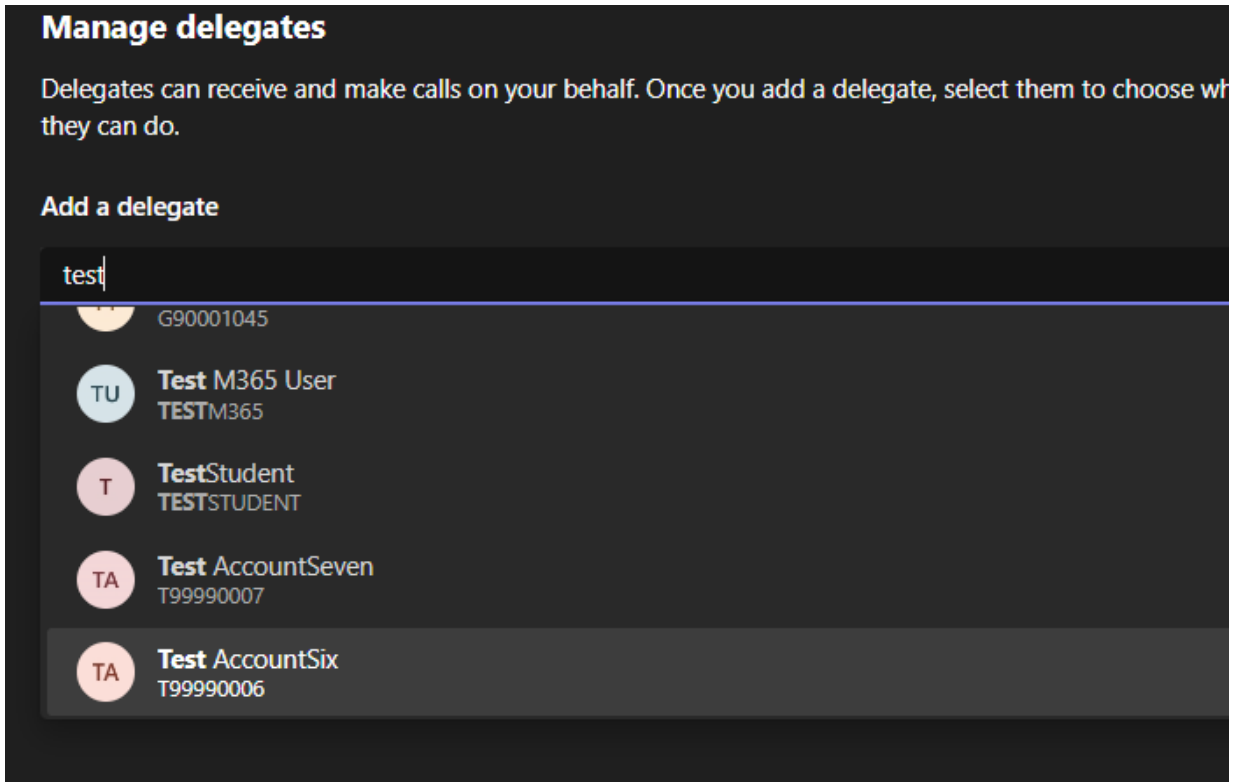 Manage delegates
Delegates can receive and make calls on your behalf. Once you add a delegate, select them to choose
they can do.
Add a delegate
test
G90001045
TU
Test M365 User
TESTM365
T
TestStudent
TESTSTUDENT
TA
Test AccountSeven
T99990007
TA
Test AccountSix
T99990006